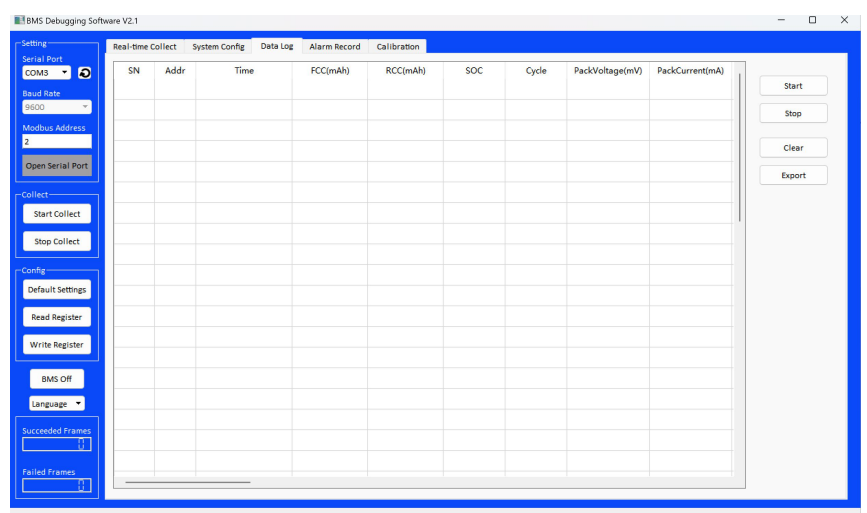 BMS Debugging Software V2.1
Setting
Serial Port
COM3
Baud Rate
9600
Modbus Address
2
Open Serial Port
Collect
Start Collect
Stop Collect
Config
Default Settings
Read Register
Write Register
BMS Off
Language
Succeeded Frames
0
Failed Frames
0
Real-time Collect System Config Data Log Alarm Record Calibration
SN Addr Time FCC(mAh) RCC(mAh) SOC Cycle PackVoltage(mV) PackCurrent(mA)
Start
Stop
Clear
Export